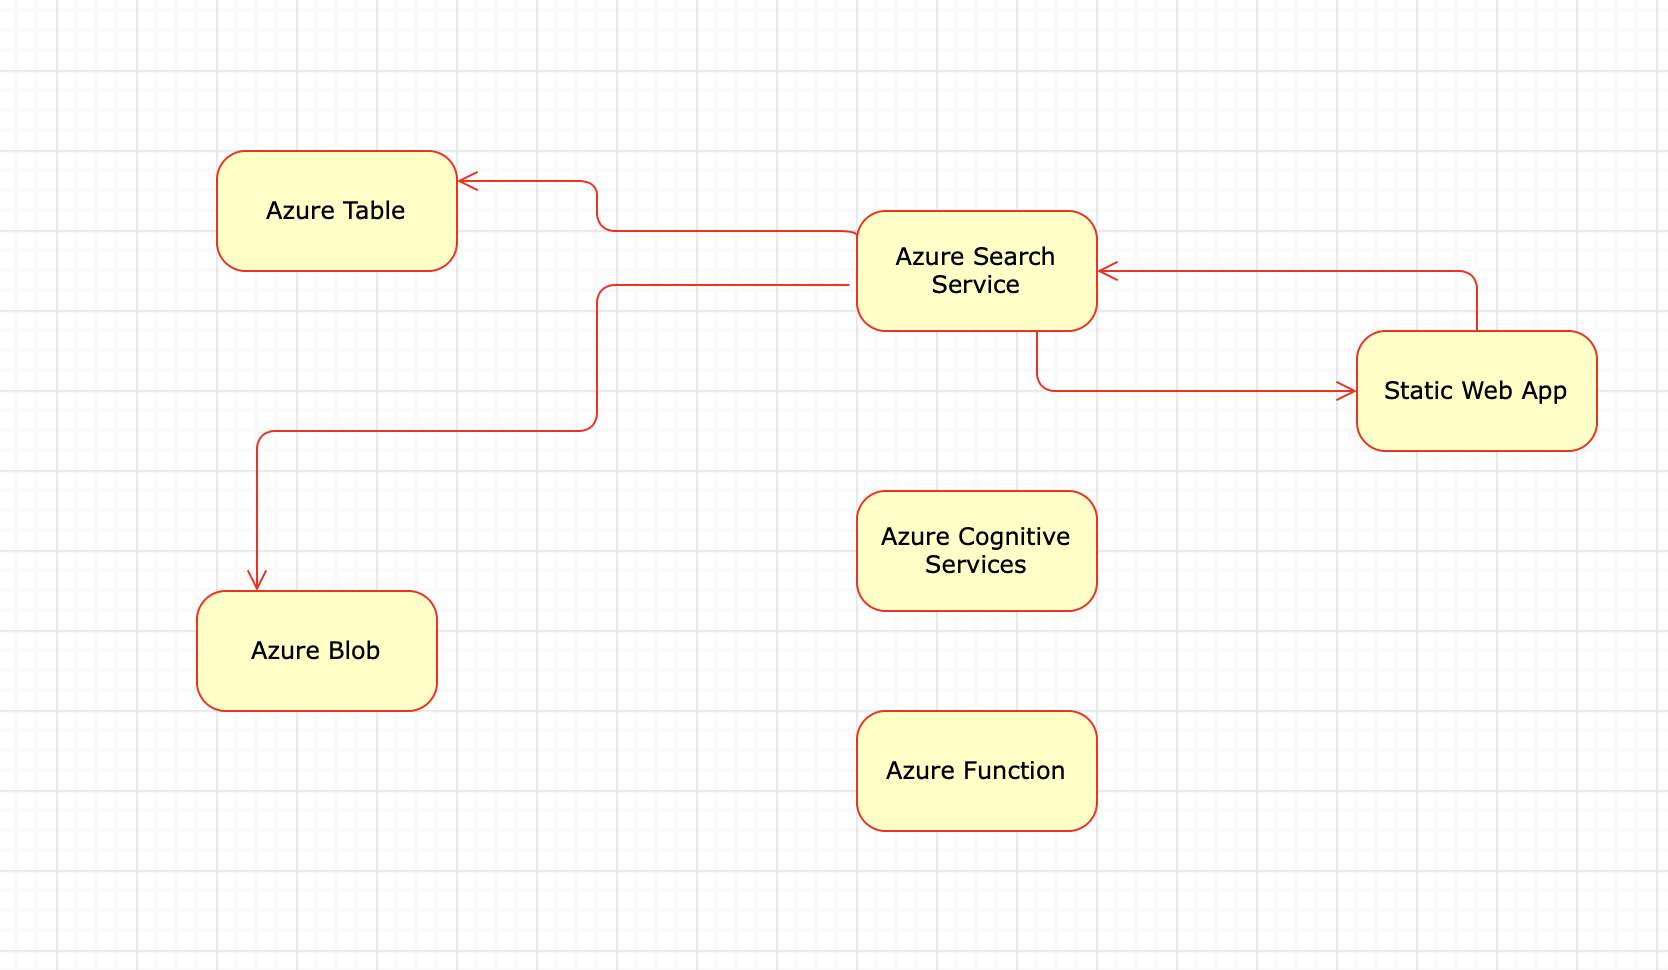 Azure Table
Azure Search
Service
Static Web App
Azure Cognitive
Services
Azure Blob
Azure Function